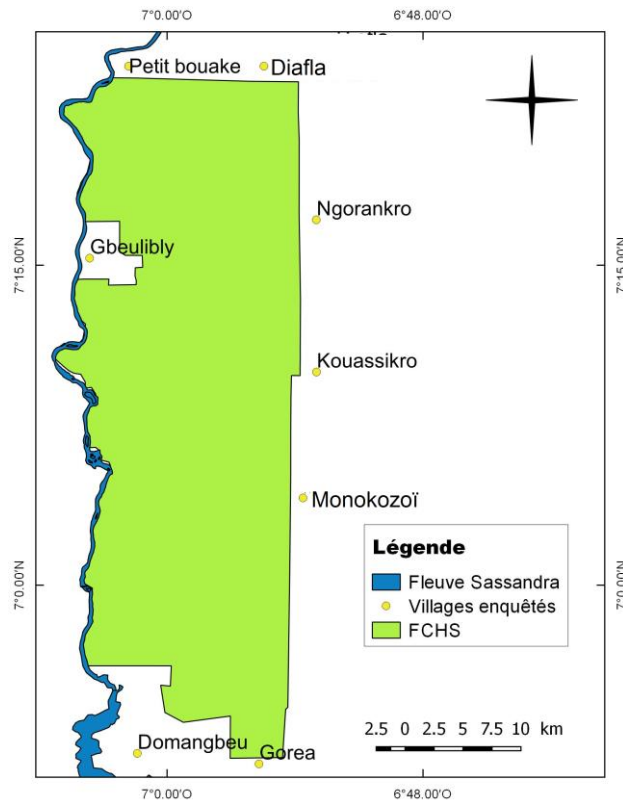 7°0.00'O 6°48.00'O
Petit bouake Diafla
Ngorankro
Gbeulibly
7°15.00'N 7°15.00'N
Kouassikro
Monokozoï
Légende
Fleuve Sassandra
7°0.00'N 7°0.00'N
Villages enquêtés
FCHS
2.5 0 2.5 5 7.5 10 km
Domangbeu
Gorea
7°0.00'O 6°48.00'O